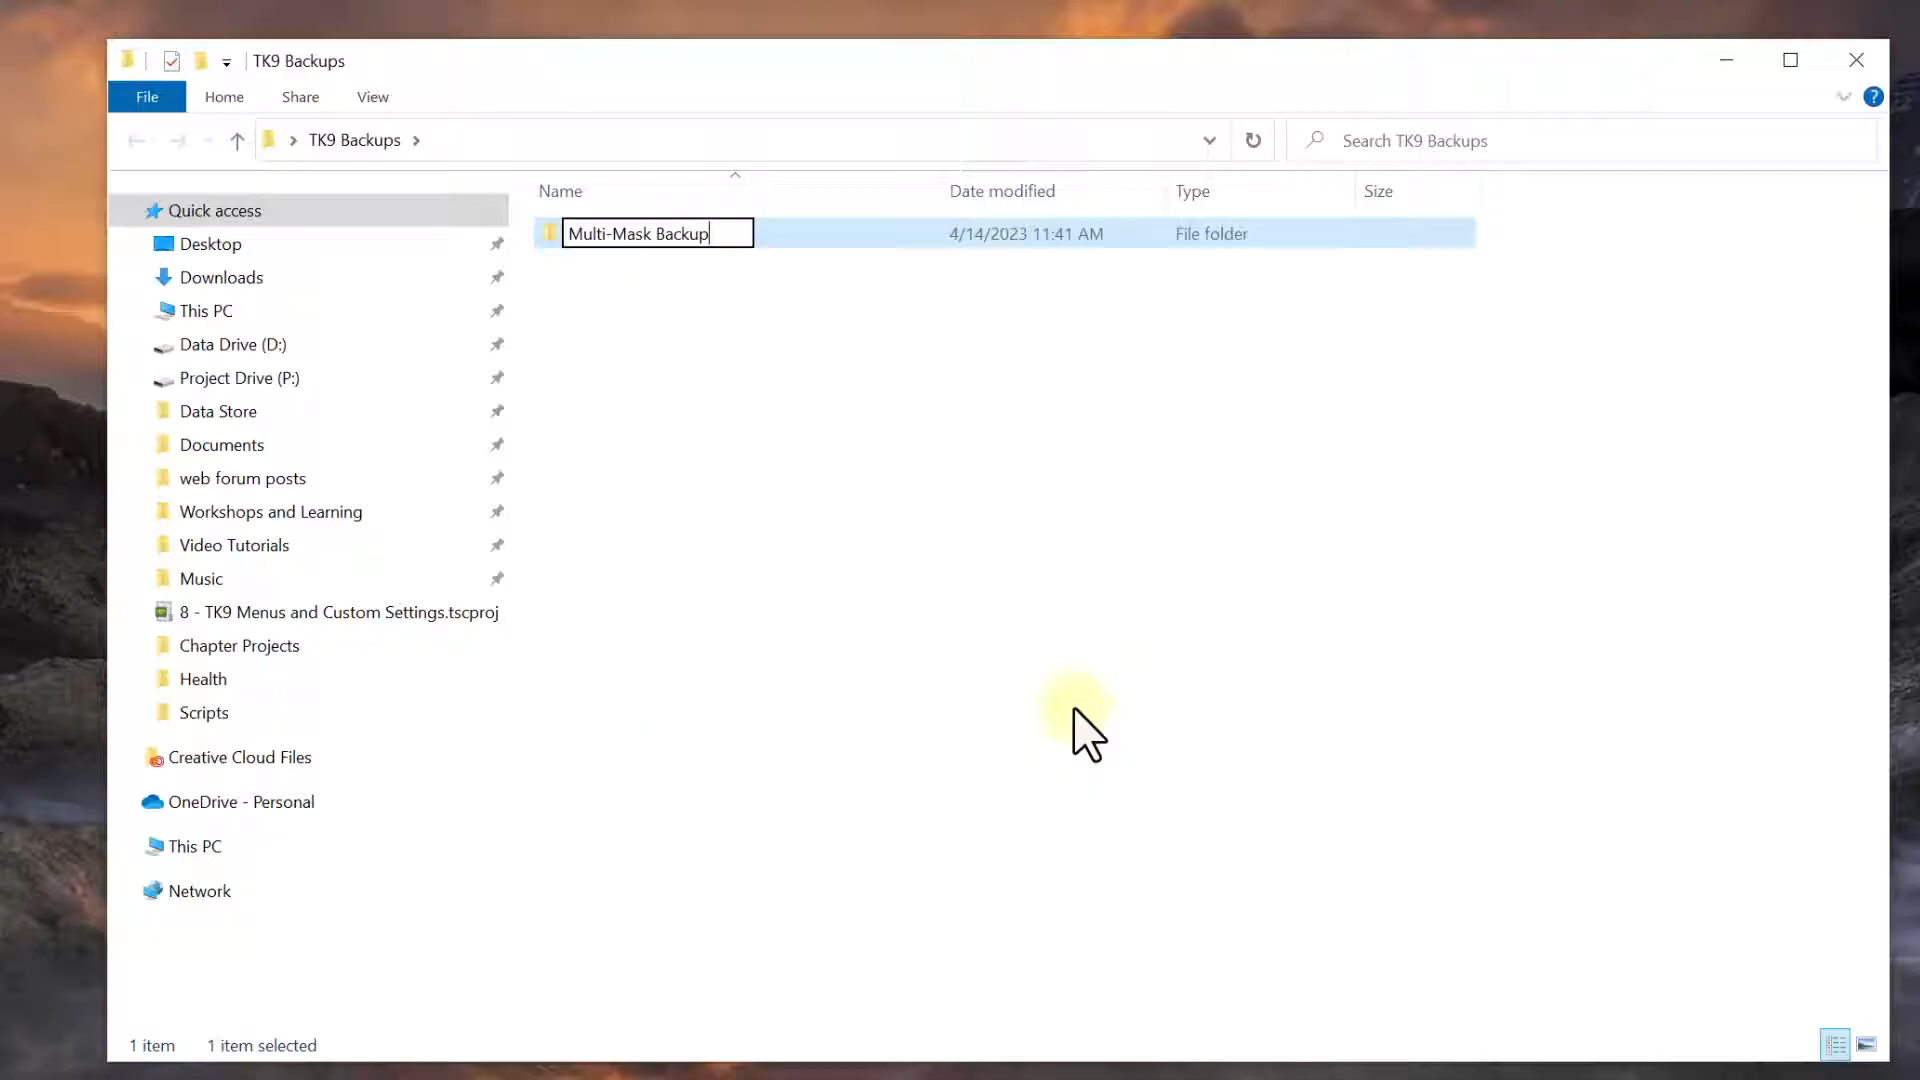 TK9 Backups
File Home Share View
TK9 Backups
Search TK9 Backups
Name Date modified Type Size
Multi-Mask Backup 4/14/2023 11:41 AM File folder
Quick access
Desktop
Downloads
This PC
Data Drive (D:)
Project Drive (P:)
Data Store
Documents
web forum posts
Workshops and Learning
Video Tutorials
Music
8 - TK9 Menus and Custom Settings.tscproj
Chapter Projects
Health
Scripts
Creative Cloud Files
OneDrive - Personal
This PC
Network
1 item 1 item selected